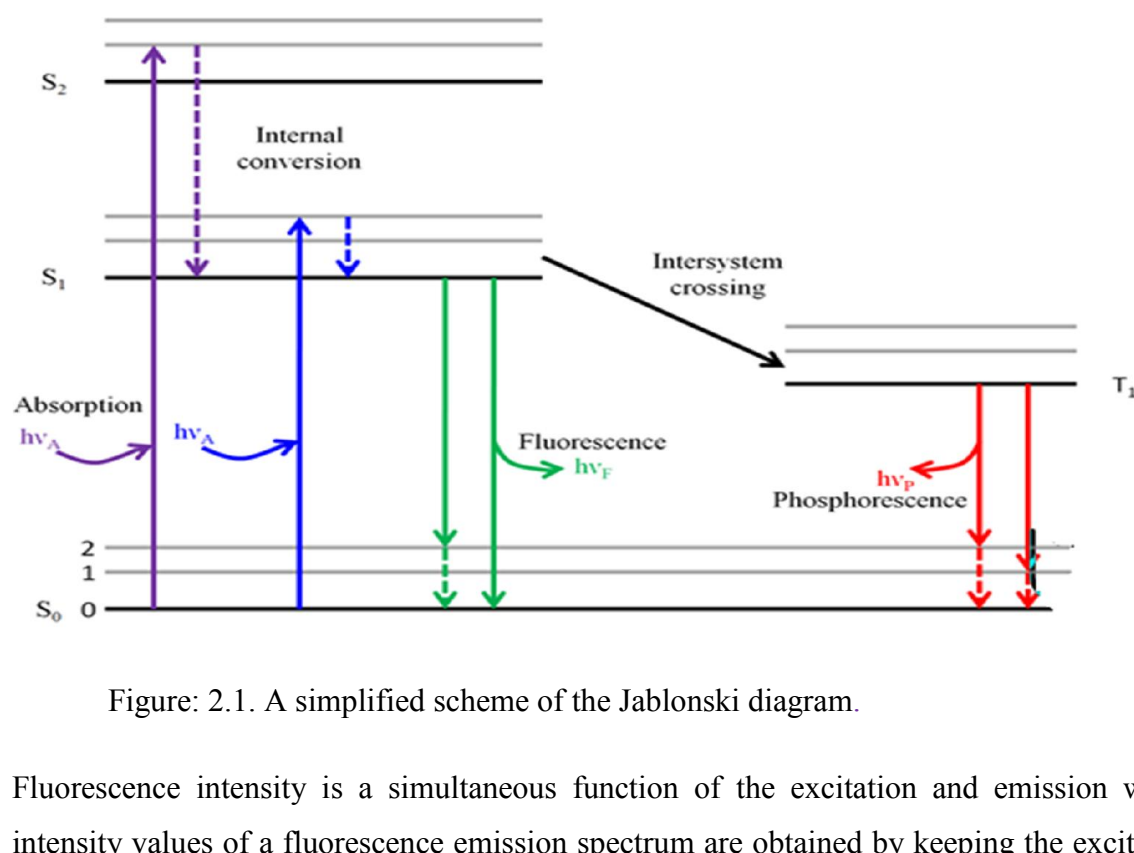 S₂
Internal
conversion
S₁
Intersystem
crossing
T₁
Absorption
hνA
hνA
Fluorescence
hνF
hνP
Phosphorescence
2
1
S₀ 0
Figure: 2.1. A simplified scheme of the Jablonski diagram.
Fluorescence intensity is a simultaneous function of the excitation and emission
intensity values of a fluorescence emission spectrum are obtained by keeping the